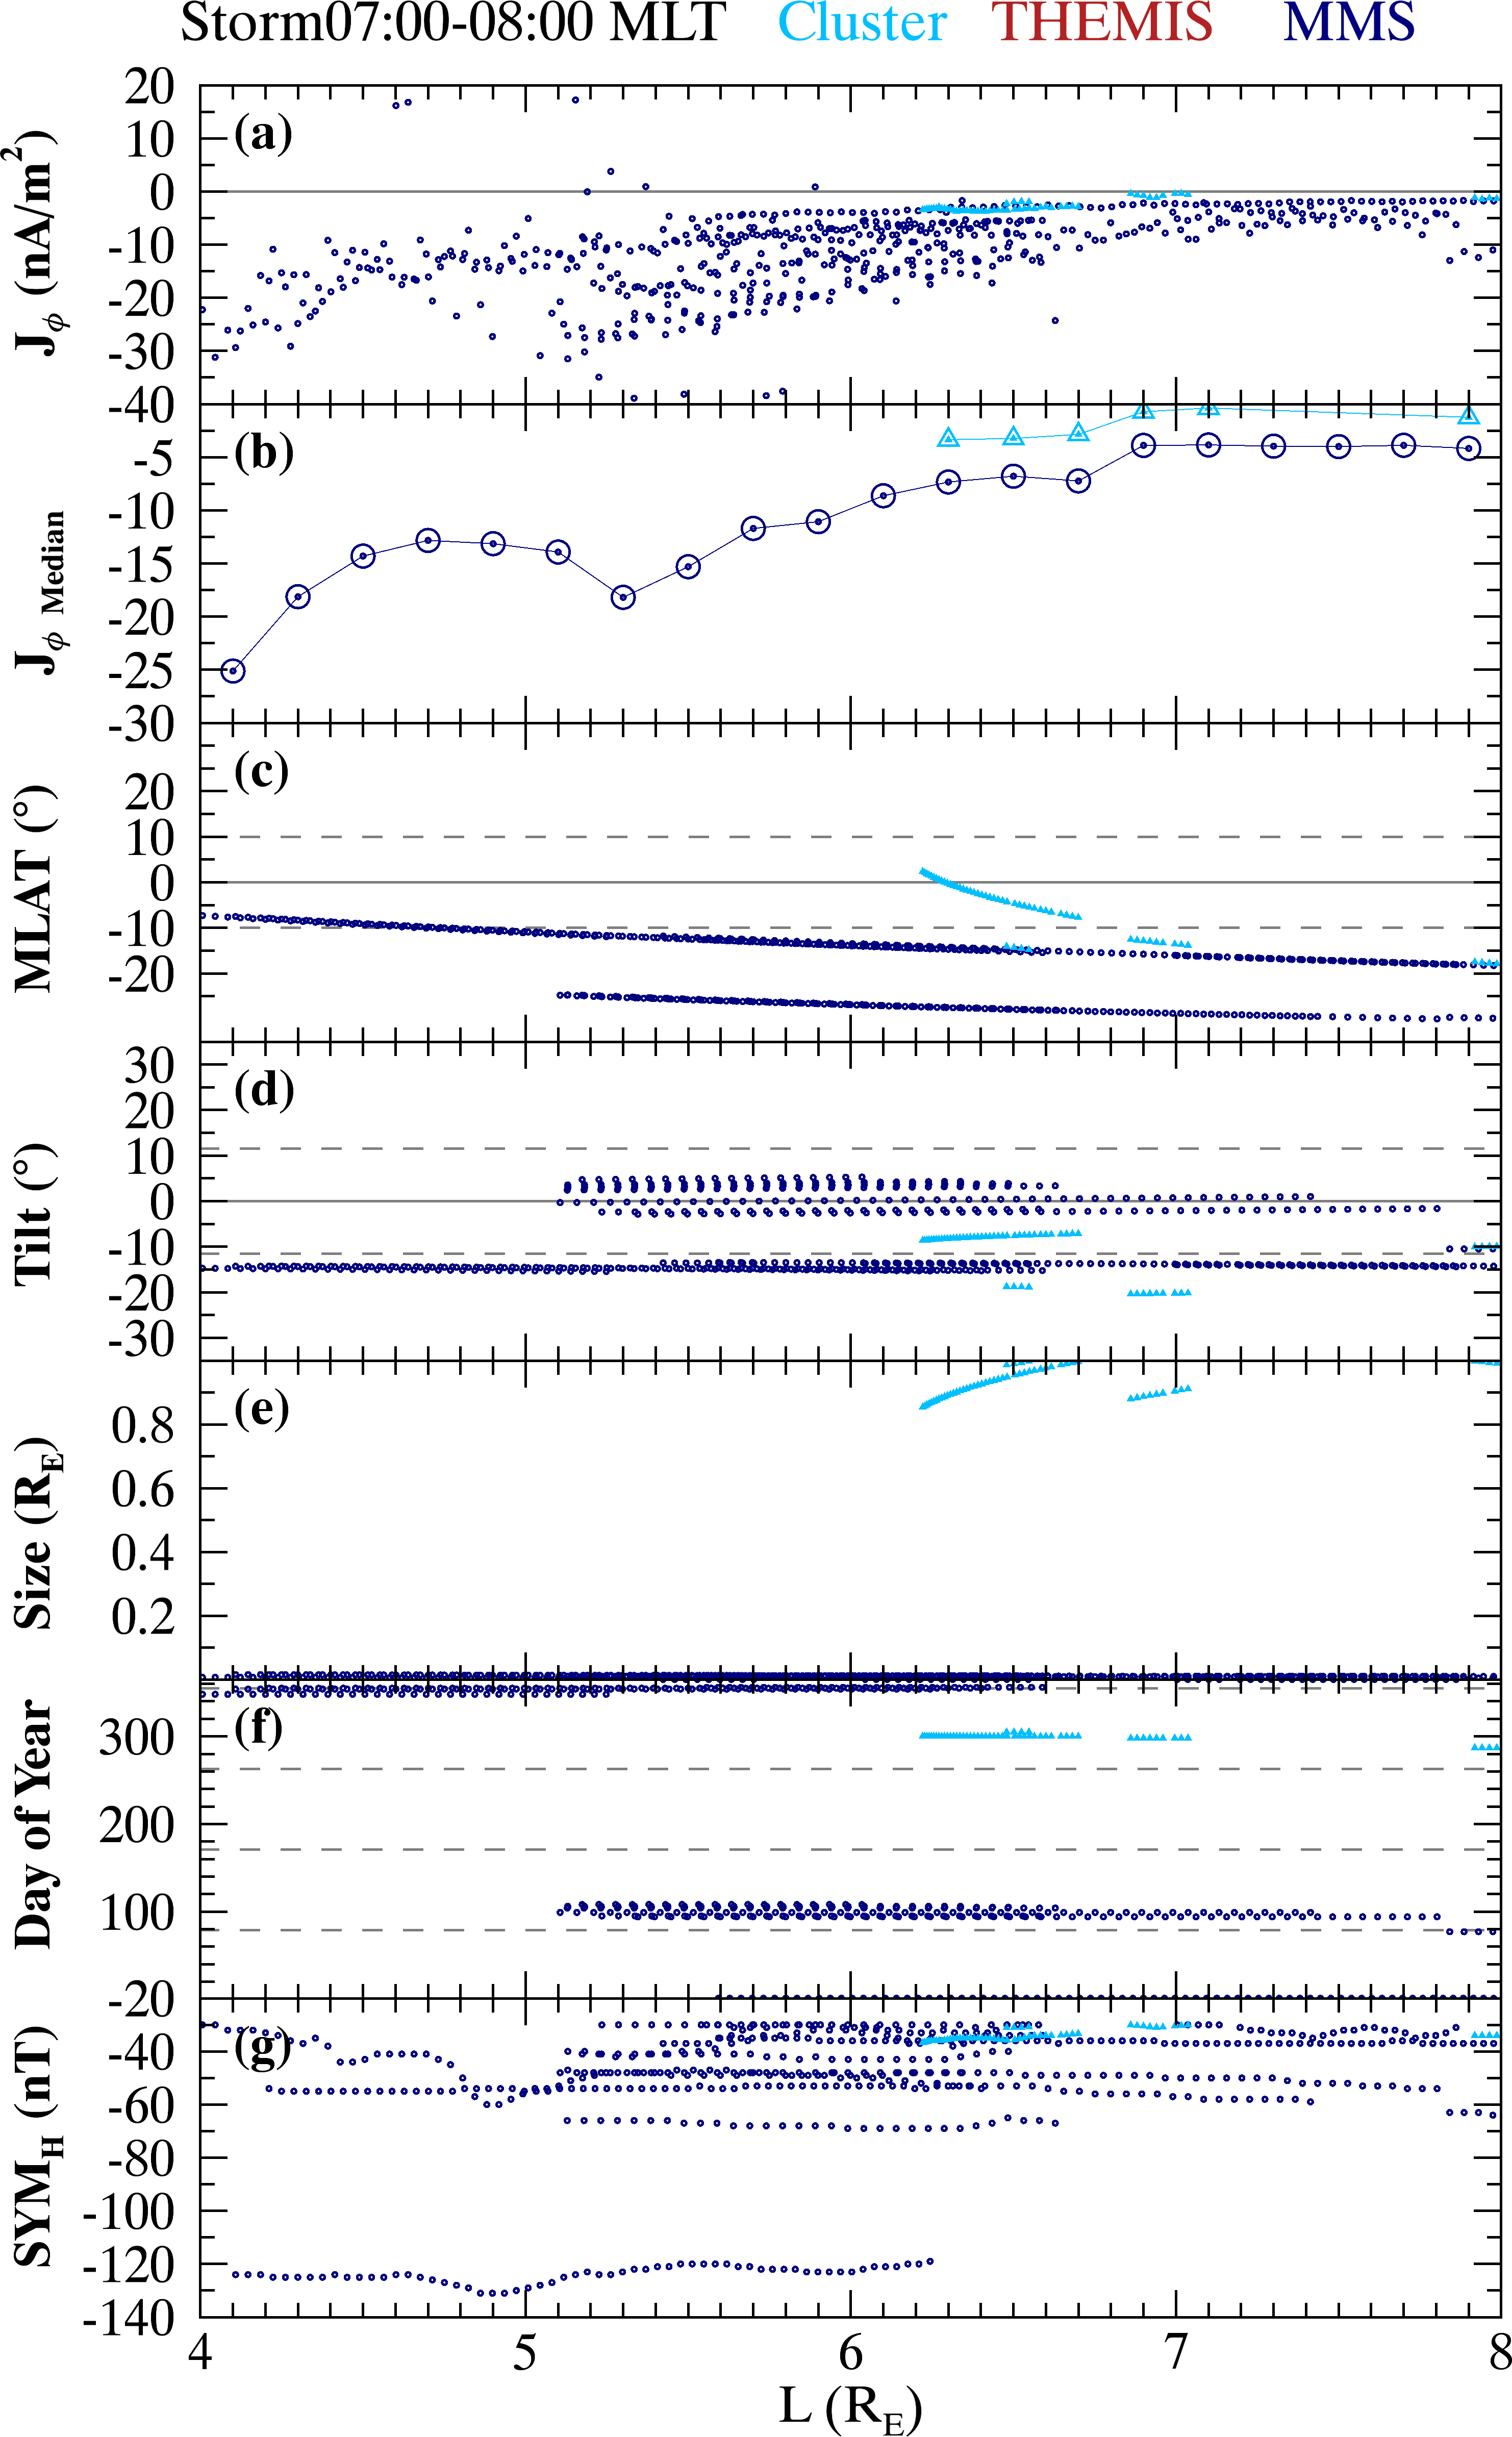 Storm07:00-08:00 MLT Cluster THEMIS MMS
(a)
J𝜙 (nA/m²)
20
10
0
-10
-20
-30
-40
(b)
J𝜙 Median
-5
-10
-15
-20
-25
-30
(c)
MLAT (°)
20
10
0
-10
-20
(d)
Tilt (°)
30
20
10
0
-10
-20
-30
(e)
Size (RE)
0.8
0.6
0.4
0.2
(f)
Day of Year
300
200
100
(g)
SYMH (nT)
-20
-40
-60
-80
-100
-120
-140
4 5 6 7 8
L (RE)